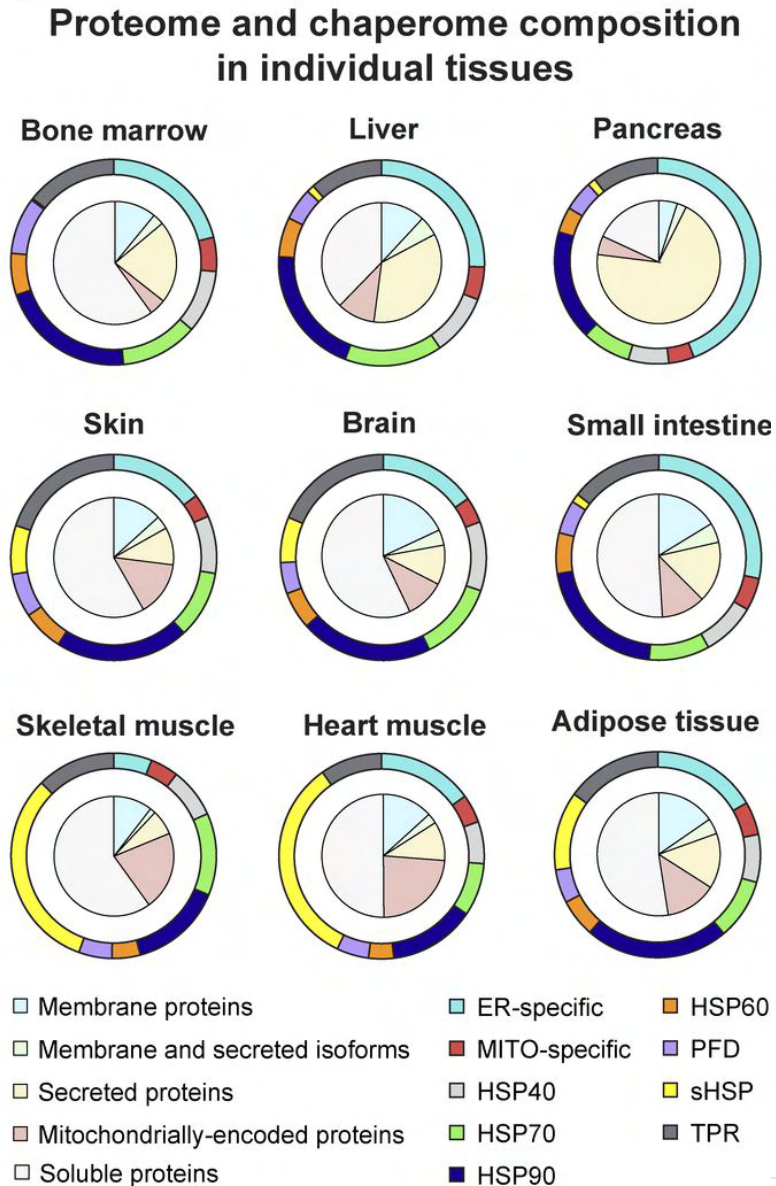 Proteome and chaperome composition
in individual tissues
Bone marrow
Liver
Pancreas
Skin
Brain
Small intestine
Skeletal muscle
Heart muscle
Adipose tissue
Membrane proteins
Membrane and secreted isoforms
Secreted proteins
Mitochondrially-encoded proteins
Soluble proteins
ER-specific
MITO-specific
HSP40
HSP70
HSP90
HSP60
PFD
sHSP
TPR